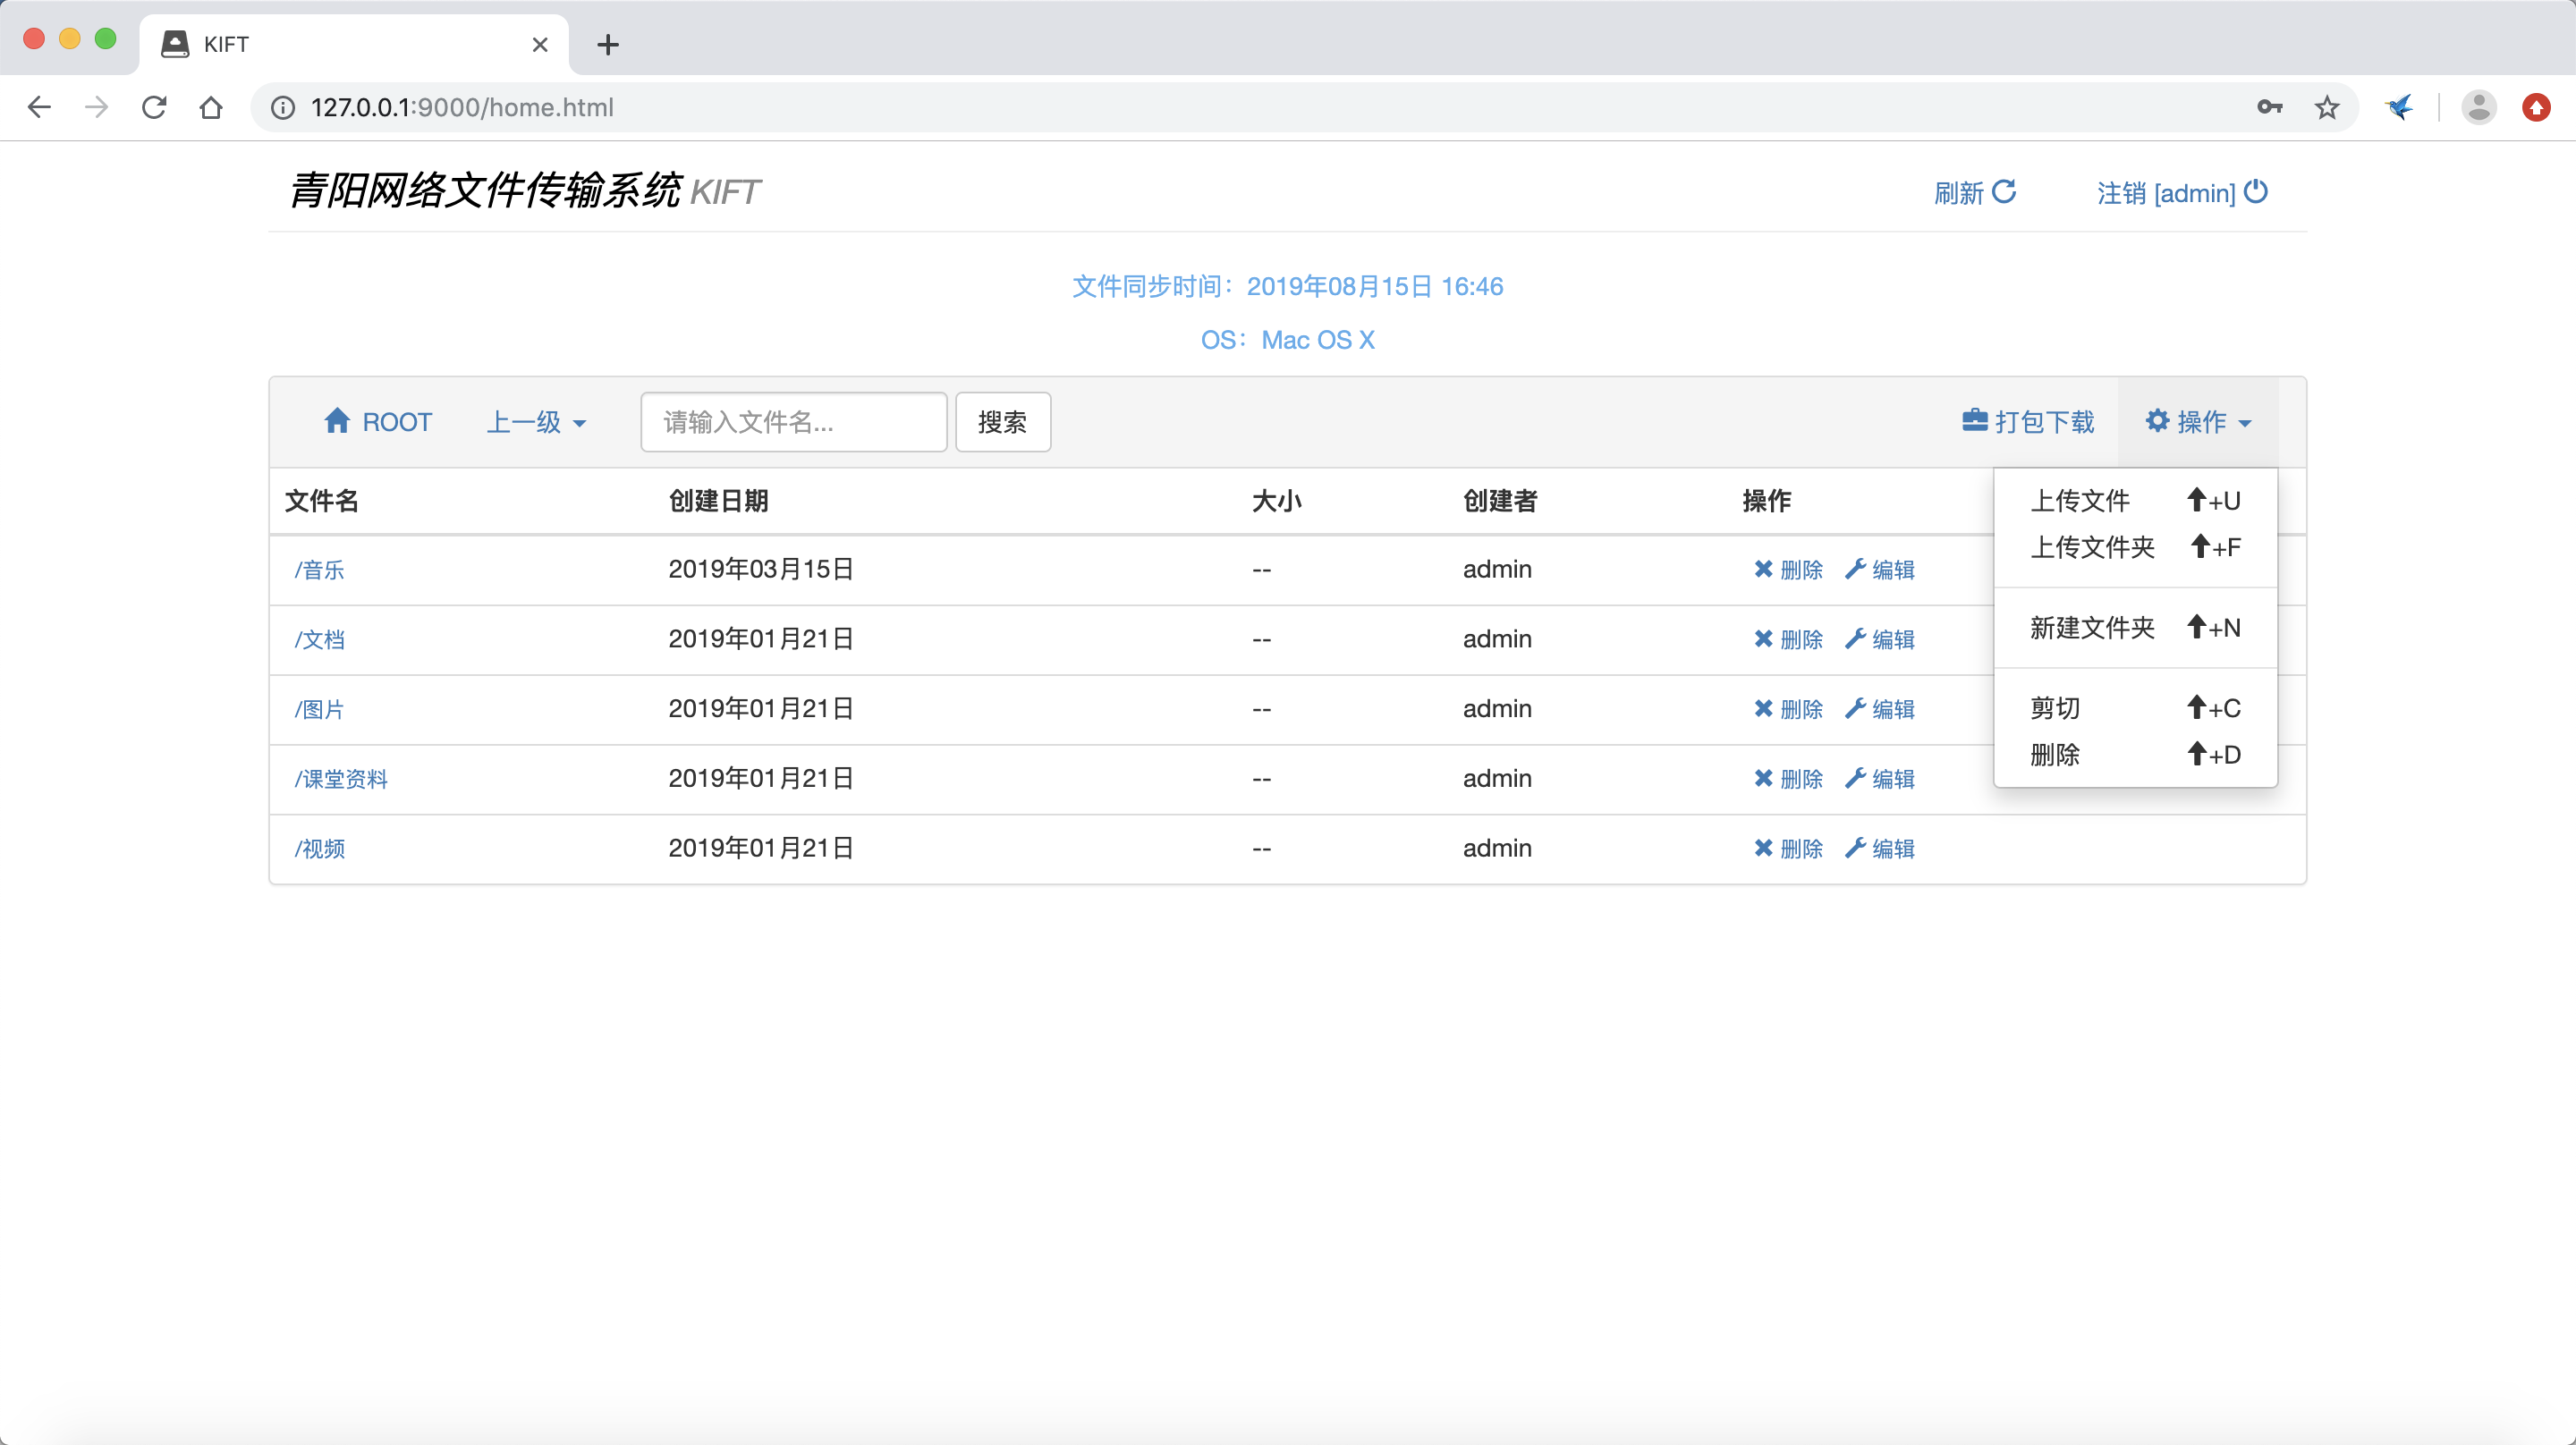 KIFT
127.0.0.1:9000/home.html
青阳网络文件传输系统 KIFT
刷新 注销 [admin]
文件同步时间：2019年08月15日 16:46
OS：Mac OS X
ROOT 上一级 请输入文件名... 搜索 打包下载 操作
文件名 创建日期 大小 创建者 操作
/音乐 2019年03月15日 -- admin 删除 编辑
/文档 2019年01月21日 -- admin 删除 编辑
/图片 2019年01月21日 -- admin 删除 编辑
/课堂资料 2019年01月21日 -- admin 删除 编辑
/视频 2019年01月21日 -- admin 删除 编辑
上传文件 +U
上传文件夹 +F
新建文件夹 +N
剪切 +C
删除 +D